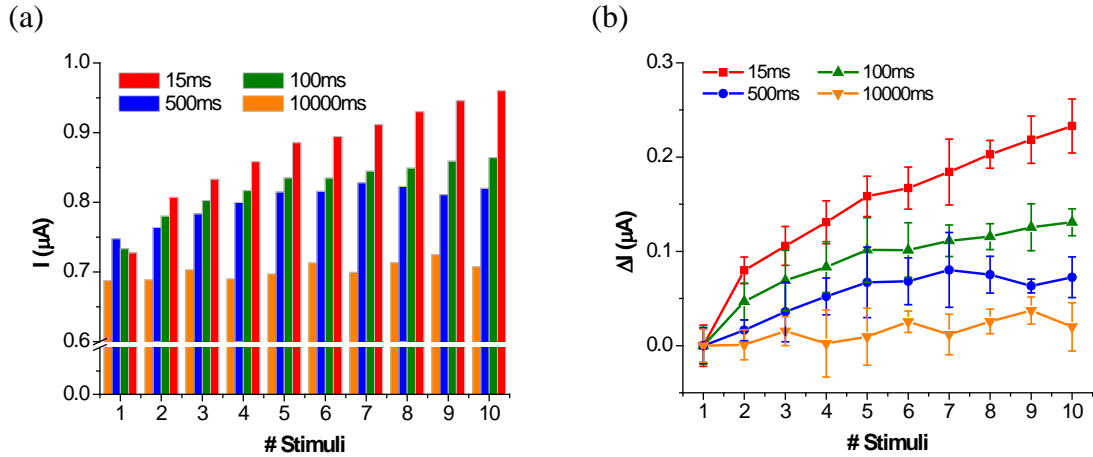 (a)
1.0
0.9
0.8
0.7
0.6
0.0
I (µA)
15ms 100ms
500ms 10000ms
1 2 3 4 5 6 7 8 9 10
# Stimuli
(b)
0.3
0.2
0.1
0.0
ΔI (µA)
15ms 100ms
500ms 10000ms
1 2 3 4 5 6 7 8 9 10
# Stimuli